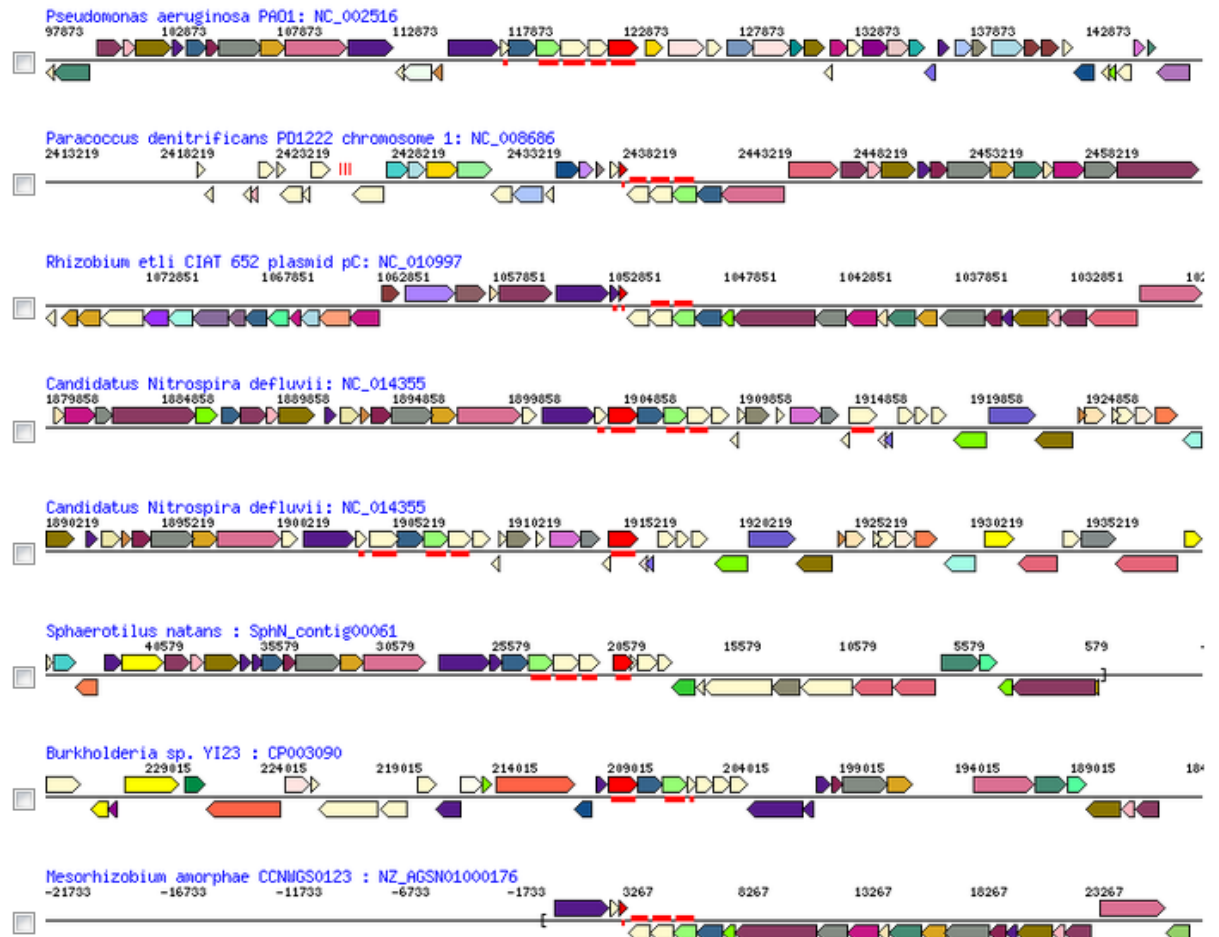 Pseudomonas aeruginosa PAO1: NC_002516
97873 102873 107873 112873 117873 122873 127873 132873 137873 142873
Paracoccus denitrificans PD1222 chromosome 1: NC_008686
2413219 2418219 2423219 2428219 2433219 2438219 2443219 2448219 2453219 2458219
Rhizobium etli CIAT 652 plasmid pC: NC_010997
1072851 1067851 1062851 1057851 1052851 1047851 1042851 1037851 1032851 102
Candidatus Nitrospira defluvii: NC_014355
1879858 1884858 1889858 1894858 1899858 1904858 1909858 1914858 1919858 1924858
Candidatus Nitrospira defluvii: NC_014355
1890219 1895219 1900219 1905219 1910219 1915219 1920219 1925219 1930219 1935219
Sphaerotilus natans : SphN_contig00061
40579 35579 30579 25579 20579 15579 10579 5579 579 -
Burkholderia sp. YI23 : CP003090
229015 224015 219015 214015 209015 204015 199015 194015 189015 184
Mesorhizobium amorphae CCNWGS0123 : NZ_AGSN01000176
-21733 -16733 -11733 -6733 -1733 3267 8267 13267 18267 23267